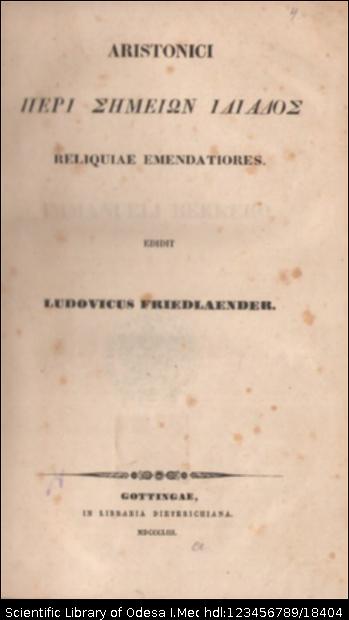 ARISTONICI
ΠΕΡΙ ΣΗΜΕΙΩΝ ΙΛΙΑΔΟΣ
RELIQUIAE EMENDATIORES.
EDIDIT
LUDOVICUS FRIEDLAENDER.
GOTTINGAE,
IN LIBRARIA DIETERICHIANA.
MDCCCLIII.
Scientific Library of Odesa I.Mec hdl:123456789/18404